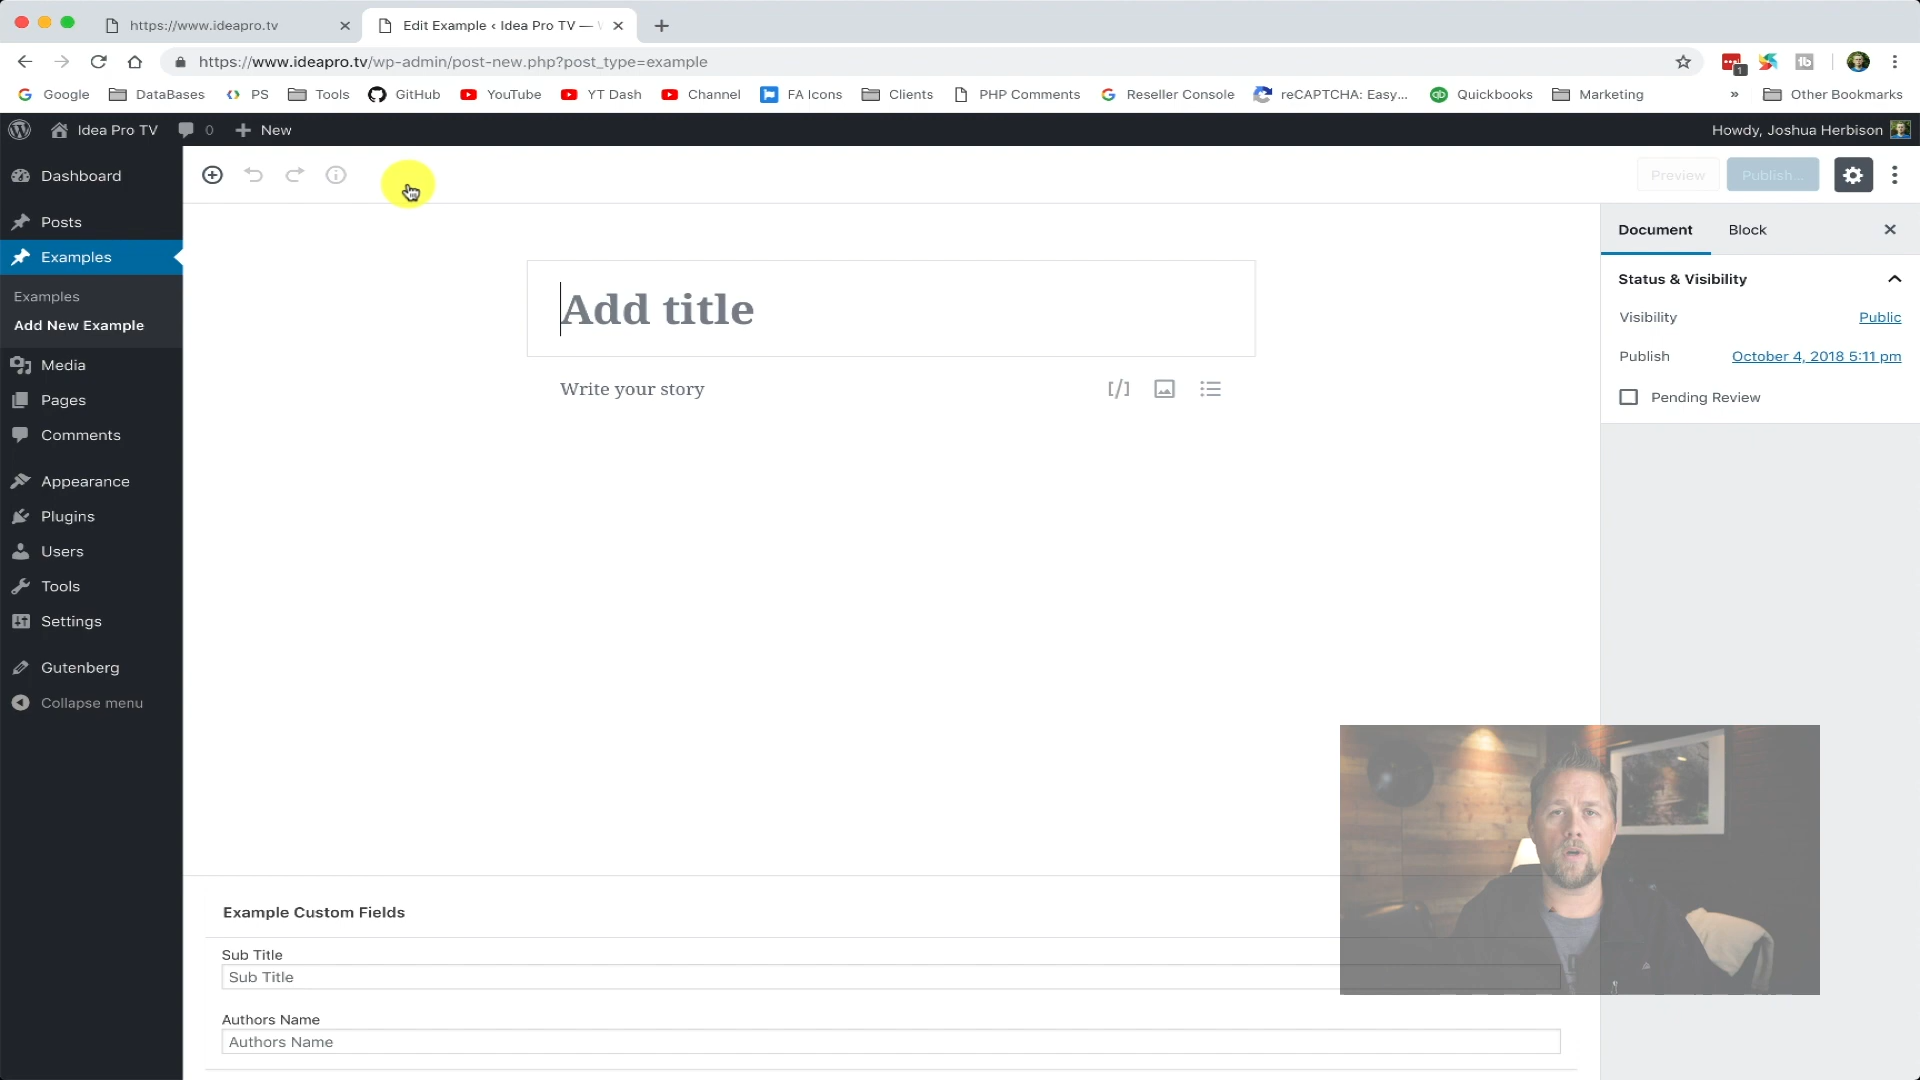 https://www.ideapro.tv
Edit Example ‹ Idea Pro TV —
https://www.ideapro.tv/wp-admin/post-new.php?post_type=example
1
Google DataBases PS Tools GitHub YouTube YT Dash Channel FA Icons Clients PHP Comments Reseller Console reCAPTCHA: Easy... Quickbooks Marketing » Other Bookmarks
Idea Pro TV 0 New Howdy, Joshua Herbison
Dashboard
Posts
Examples
Examples
Add New Example
Media
Pages
Comments
Appearance
Plugins
Users
Tools
Settings
Gutenberg
Collapse menu
Preview Publish...
Add title
Write your story
[/]
Document Block
Status & Visibility
Visibility Public
Publish October 4, 2018 5:11 pm
Pending Review
Example Custom Fields
Sub Title
Sub Title
Authors Name
Authors Name